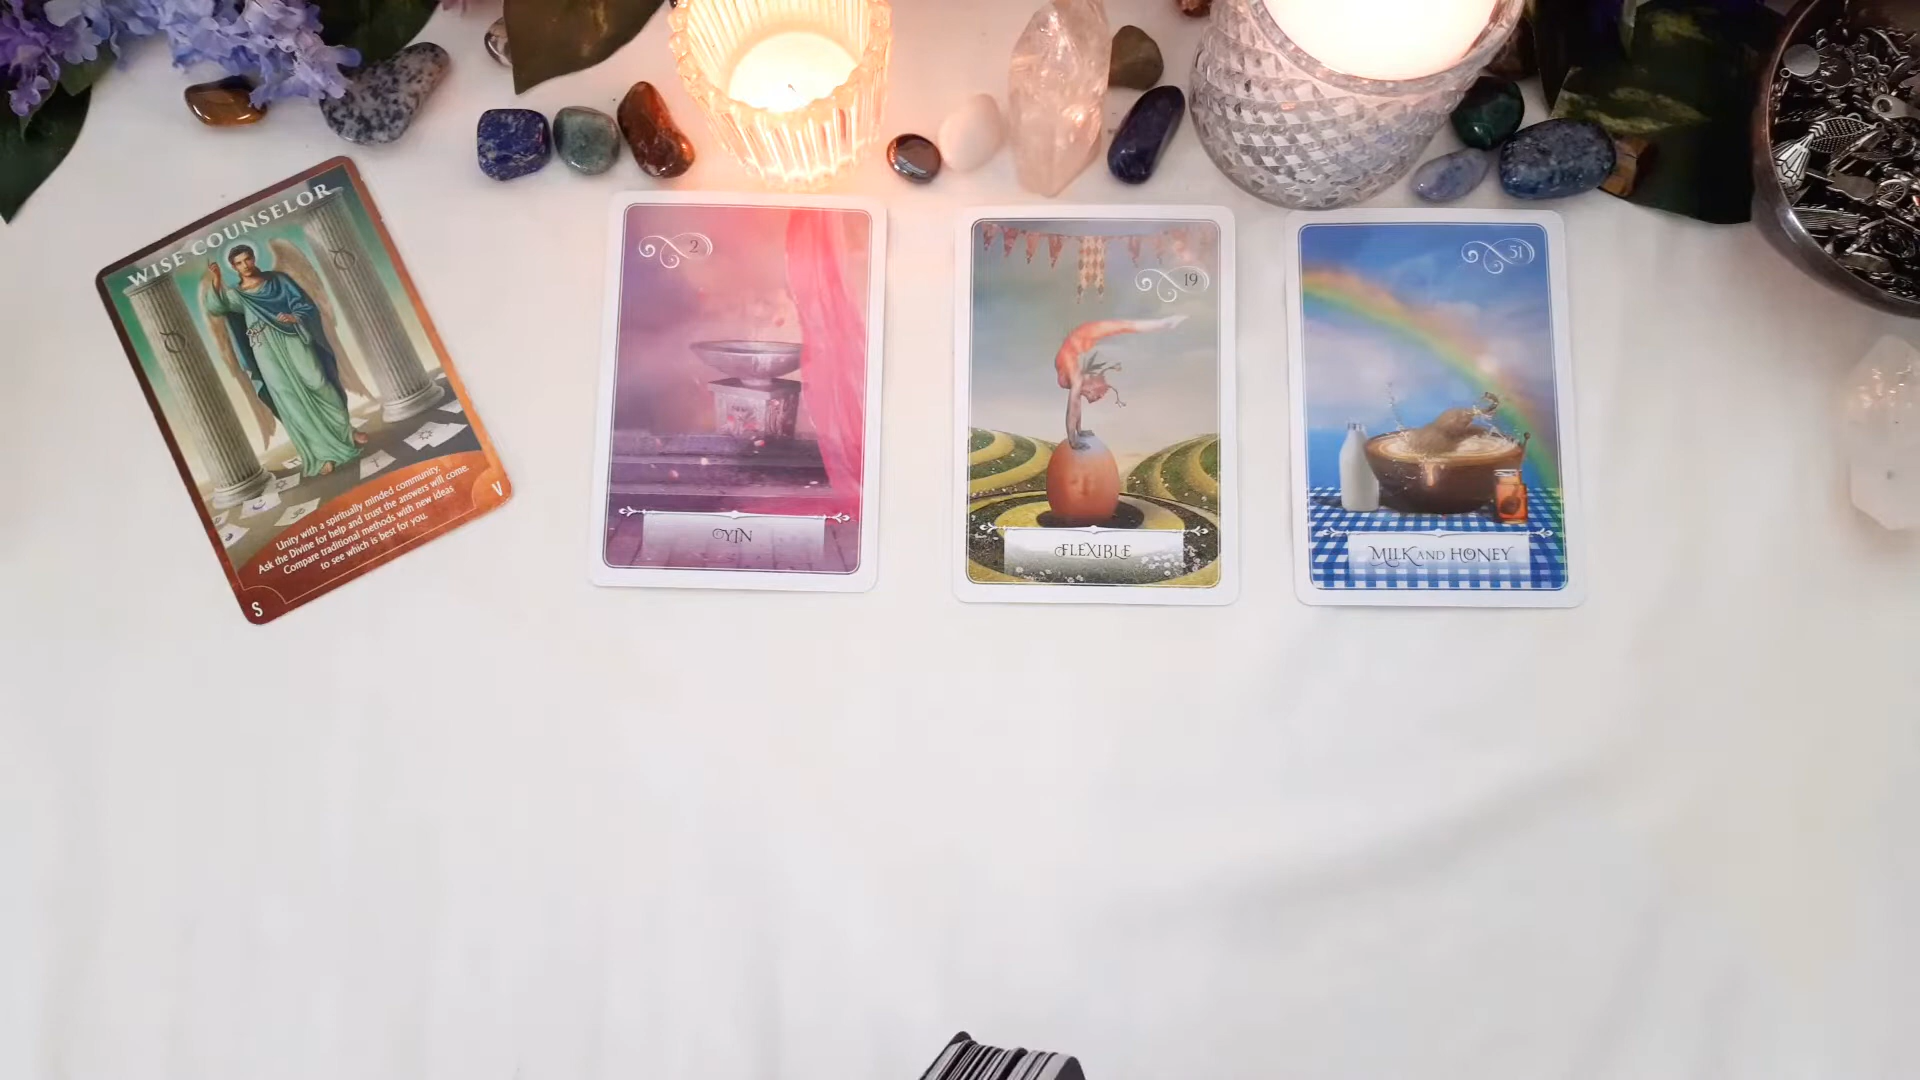 WISE COUNSELOR
Unity with a spiritually minded community.
Ask the Divine for help and trust the answers will come.
Compare traditional methods with new ideas
to see which is best for you.
S
V
2
YIN
19
FLEXIBLE
51
MILK AND HONEY